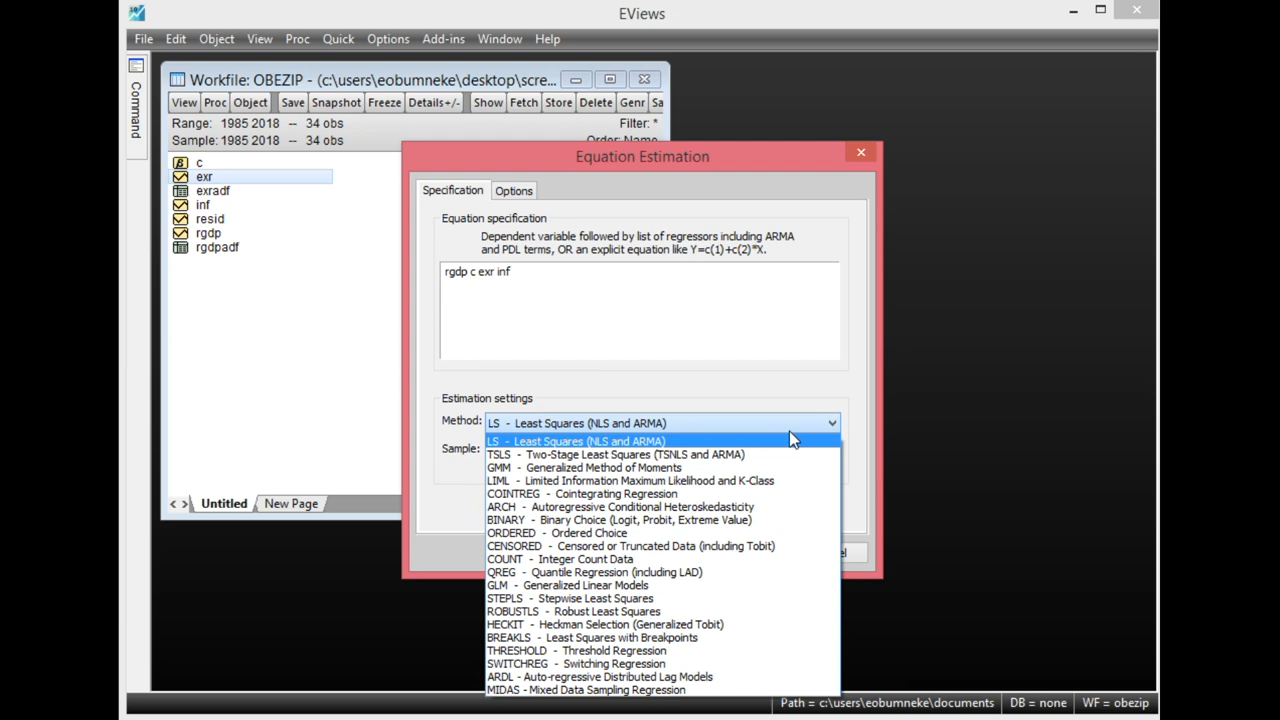 EViews
File Edit Object View Proc Quick Options Add-ins Window Help
Command
Workfile: OBEZIP - (c:\users\eobumneke\desktop\scre...
View Proc Object Save Snapshot Freeze Details+/- Show Fetch Store Delete Genr Sa
Range: 1985 2018 -- 34 obs Filter: *
Sample: 1985 2018 -- 34 obs Order: Name
c
exr
exradf
inf
resid
rgdp
rgdpadf
Untitled New Page
Equation Estimation
Specification Options
Equation specification
Dependent variable followed by list of regressors including ARMA
and PDL terms, OR an explicit equation like Y=c(1)+c(2)*X.
rgdp c exr inf
Estimation settings
Method: LS - Least Squares (NLS and ARMA)
Sample:
LS - Least Squares (NLS and ARMA)
TSLS - Two-Stage Least Squares (TSNLS and ARMA)
GMM - Generalized Method of Moments
LIML - Limited Information Maximum Likelihood and K-Class
COINTREG - Cointegrating Regression
ARCH - Autoregressive Conditional Heteroskedasticity
BINARY - Binary Choice (Logit, Probit, Extreme Value)
ORDERED - Ordered Choice
CENSORED - Censored or Truncated Data (including Tobit)
COUNT - Integer Count Data
QREG - Quantile Regression (including LAD)
GLM - Generalized Linear Models
STEPLS - Stepwise Least Squares
ROBUSTLS - Robust Least Squares
HECKIT - Heckman Selection (Generalized Tobit)
BREAKLS - Least Squares with Breakpoints
THRESHOLD - Threshold Regression
SWITCHREG - Switching Regression
ARDL - Auto-regressive Distributed Lag Models
MIDAS - Mixed Data Sampling Regression
Path = c:\users\eobumneke\documents DB = none WF = obezip